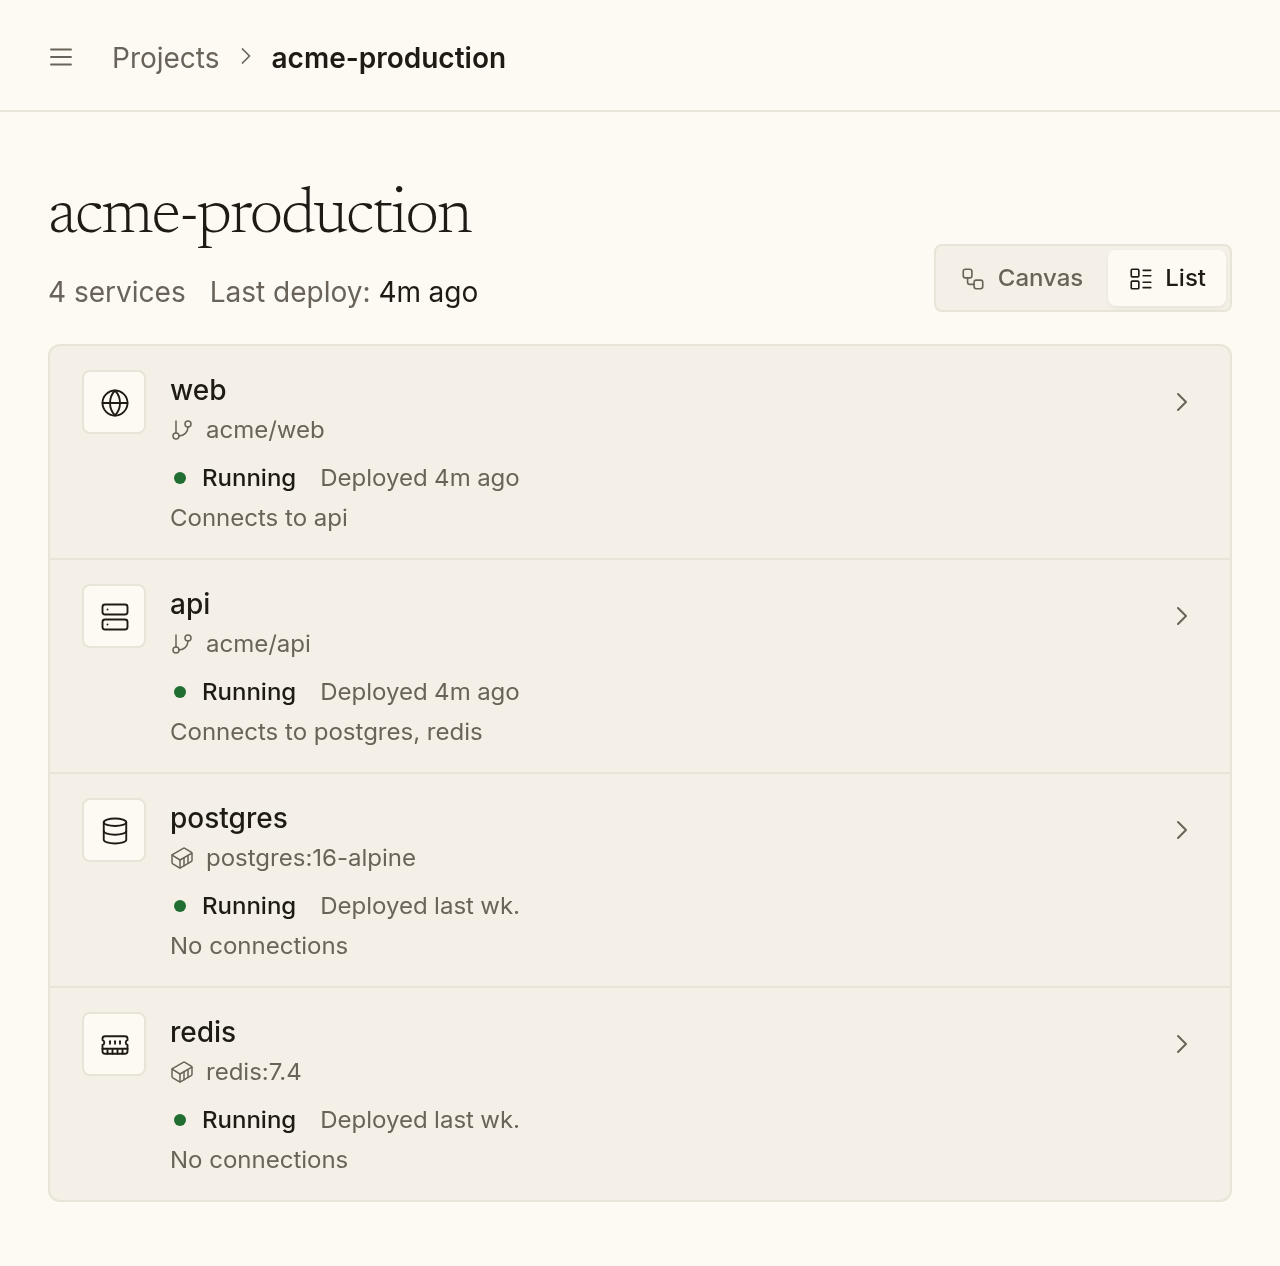 Projects acme-production
acme-production
4 services Last deploy: 4m ago
Canvas List
web
acme/web
Running Deployed 4m ago
Connects to api
api
acme/api
Running Deployed 4m ago
Connects to postgres, redis
postgres
postgres:16-alpine
Running Deployed last wk.
No connections
redis
redis:7.4
Running Deployed last wk.
No connections